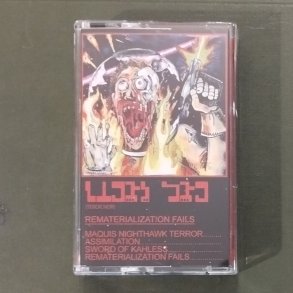 REMATERIALIZATION FAILS
MAQUIS NIGHTHAWK TERROR........
ASSIMILATION
SWORD OF KAHLESS
REMATERIALIZATION FAILS